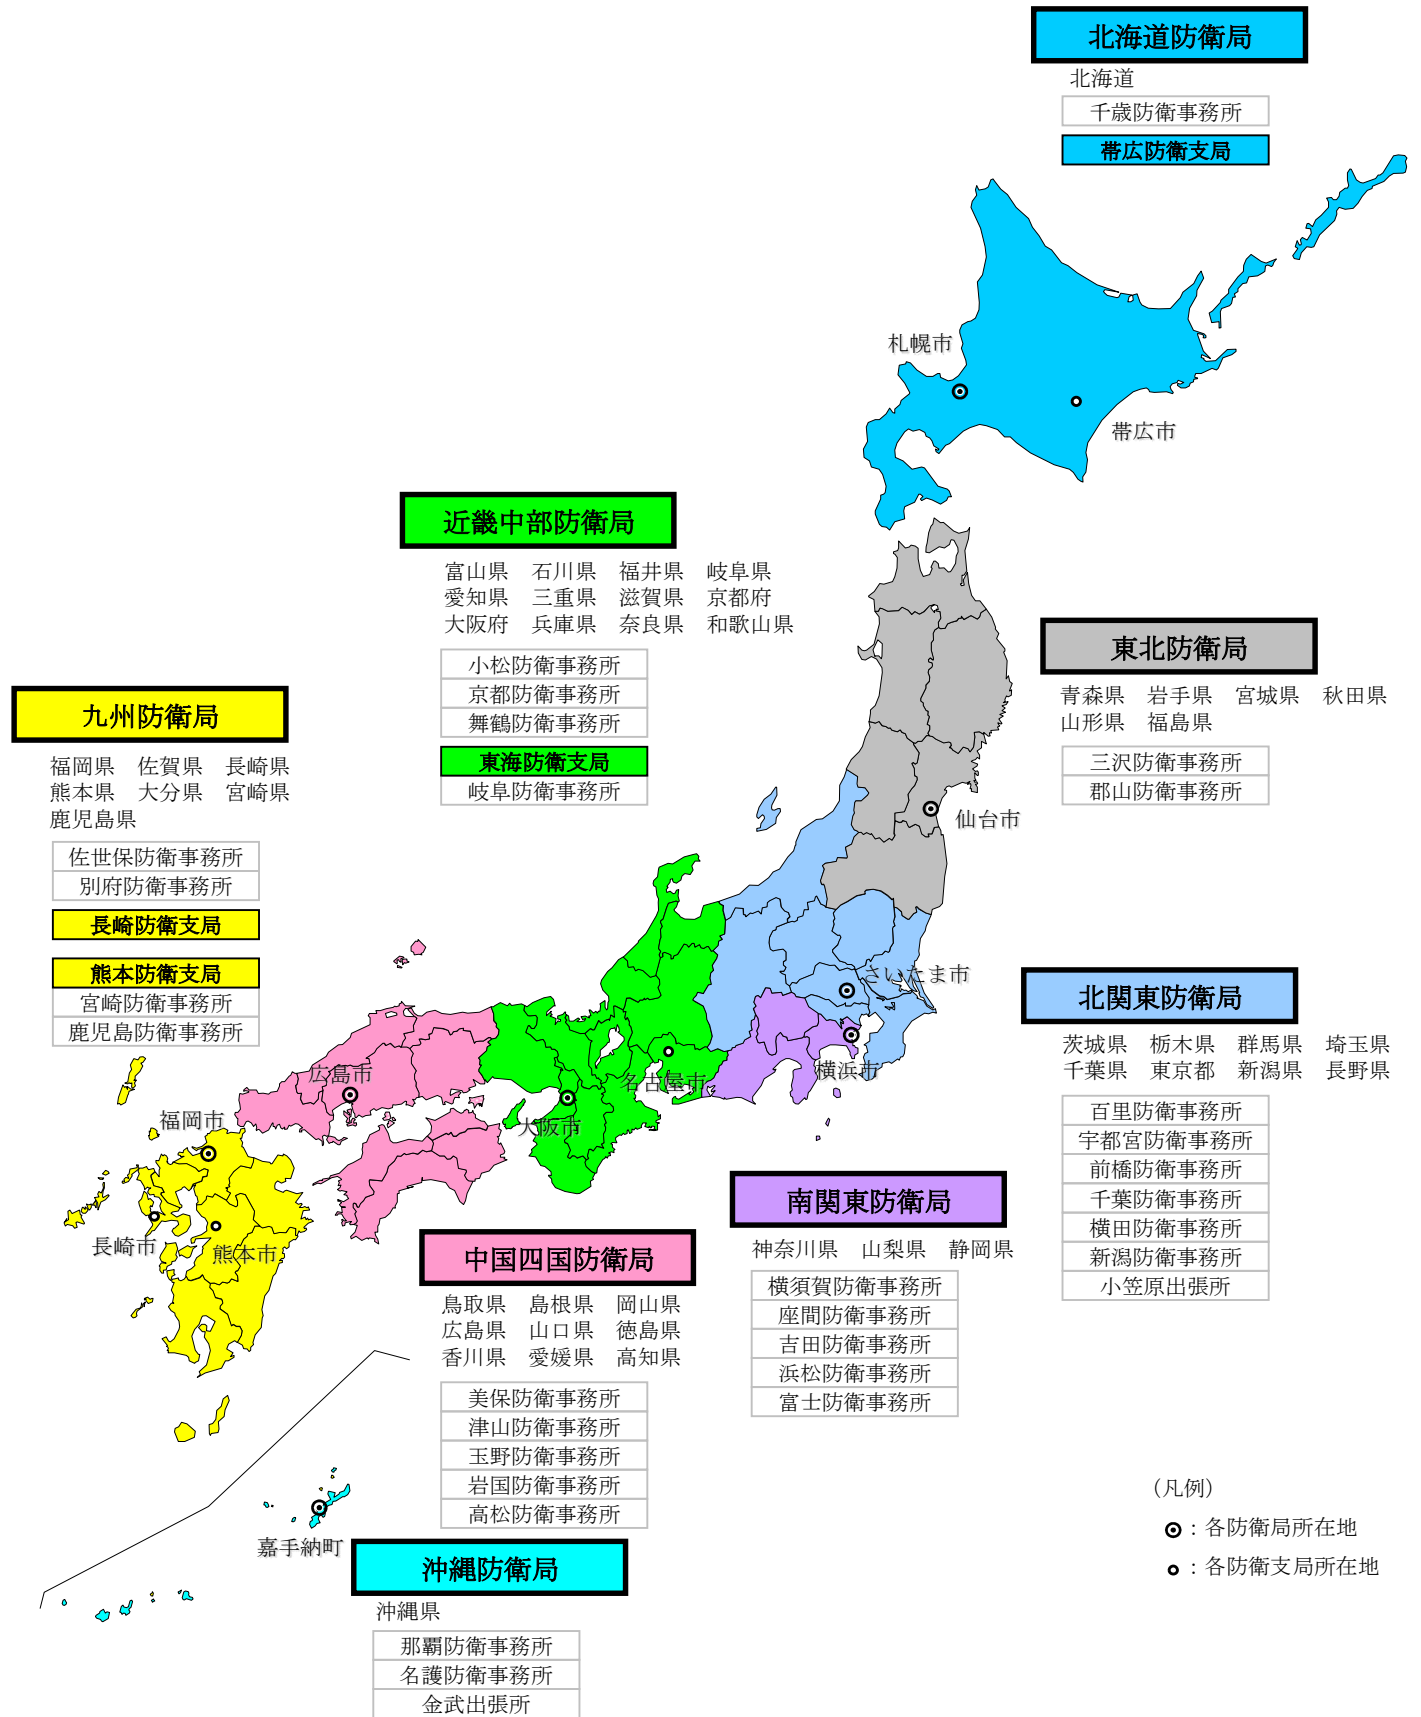 北海道防衛局
北海道
千歳防衛事務所
帯広防衛支局
札幌市
帯広市
近畿中部防衛局
富山県 石川県 福井県 岐阜県
愛知県 三重県 滋賀県 京都府
大阪府 兵庫県 奈良県 和歌山県
小松防衛事務所
京都防衛事務所
舞鶴防衛事務所
東海防衛支局
岐阜防衛事務所
東北防衛局
青森県 岩手県 宮城県 秋田県
山形県 福島県
三沢防衛事務所
郡山防衛事務所
仙台市
九州防衛局
福岡県 佐賀県 長崎県
熊本県 大分県 宮崎県
鹿児島県
佐世保防衛事務所
別府防衛事務所
長崎防衛支局
熊本防衛支局
宮崎防衛事務所
鹿児島防衛事務所
さいたま市
北関東防衛局
茨城県 栃木県 群馬県 埼玉県
千葉県 東京都 新潟県 長野県
百里防衛事務所
宇都宮防衛事務所
前橋防衛事務所
千葉防衛事務所
横田防衛事務所
新潟防衛事務所
小笠原出張所
横浜市
名古屋市
広島市
大阪市
福岡市
長崎市
熊本市
南関東防衛局
神奈川県 山梨県 静岡県
横須賀防衛事務所
座間防衛事務所
吉田防衛事務所
浜松防衛事務所
富士防衛事務所
中国四国防衛局
鳥取県 島根県 岡山県
広島県 山口県 徳島県
香川県 愛媛県 高知県
美保防衛事務所
津山防衛事務所
玉野防衛事務所
岩国防衛事務所
高松防衛事務所
嘉手納町
沖縄防衛局
沖縄県
那覇防衛事務所
名護防衛事務所
金武出張所
（凡例）
：各防衛局所在地
：各防衛支局所在地